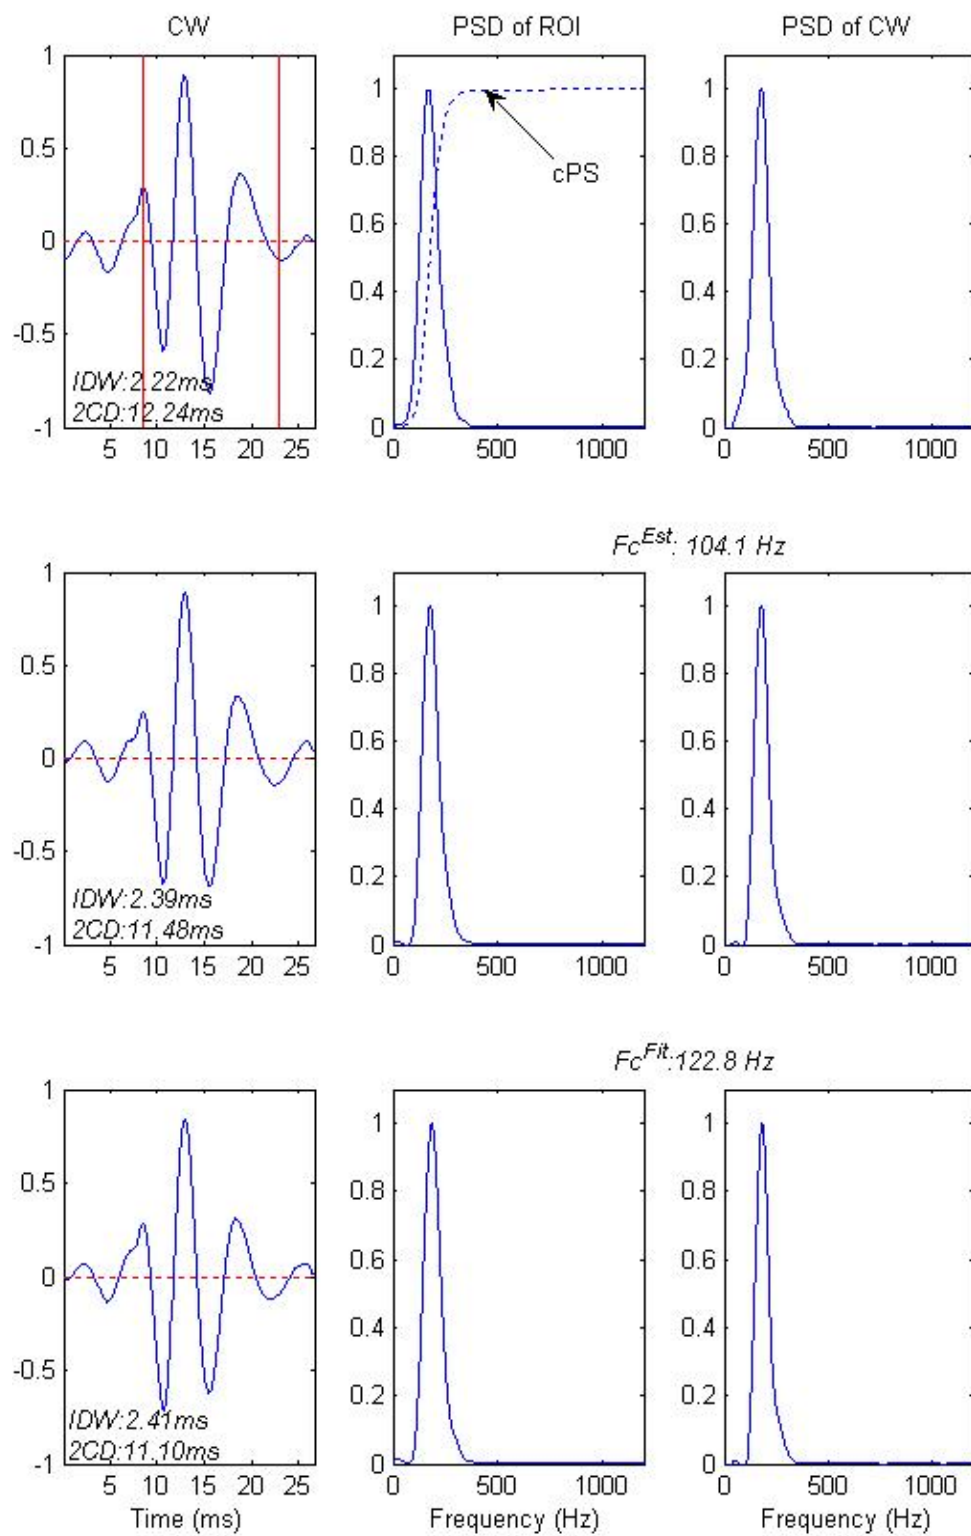 CW PSD of ROI PSD of CW
1 0.5 0 -0.5 -1
IDW:2.22ms
2CD:12.24ms
5 10 15 20 25
1 0.8 0.6 0.4 0.2 0
cPS
0 500 1000
Frequency (Hz)
1 0.8 0.6 0.4 0.2 0
0 500 1000
Frequency (Hz)
Fc^Est: 104.1 Hz
1 0.5 0 -0.5 -1
IDW:2.39ms
2CD:11.48ms
5 10 15 20 25
1 0.8 0.6 0.4 0.2 0
0 500 1000
1 0.8 0.6 0.4 0.2 0
0 500 1000
Fc^Fit:122.8 Hz
1 0.5 0 -0.5 -1
IDW:2.41ms
2CD:11.10ms
5 10 15 20 25
Time (ms)
1 0.8 0.6 0.4 0.2 0
0 500 1000
Frequency (Hz)
1 0.8 0.6 0.4 0.2 0
0 500 1000
Frequency (Hz)